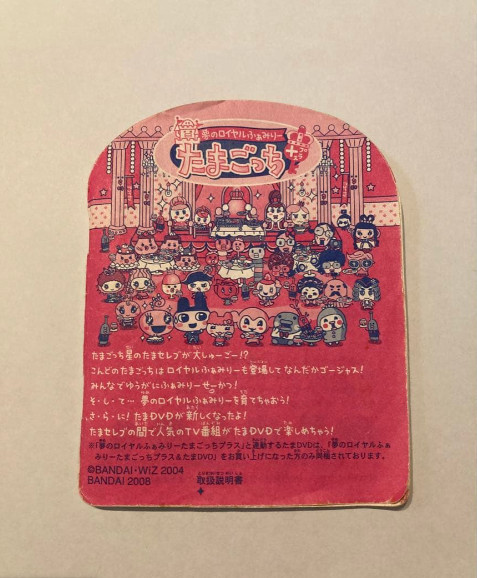 夢のロイヤルふぁみりー
たまごっち
+
たまごっち星のたまセレブが大しゅーごー!?
こんどのたまごっちはロイヤルふぁみりーも登場してなんだかゴージャス!
みんなでゆうがにふぁみりーせーかつ!
そ・し・て… 夢のロイヤルふぁみりーを育てちゃおう!
さ・ら・に! たまDVDが新しくなったよ!
たまセレブの間で人気のTV番組がたまDVDで楽しめちゃう!
※「夢のロイヤルふぁみりーたまごっちプラス」と連動するたまDVDは、「夢のロイヤルふぁ
みりーたまごっちプラス&たまDVD」をお買い上げになった方のみ同梱されております。
©BANDAI・WiZ 2004
BANDAI 2008
取扱説明書